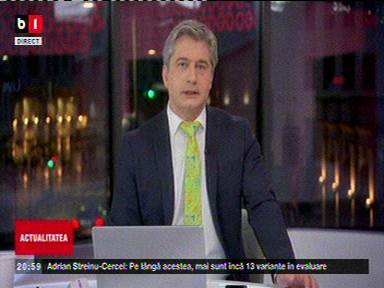 B1
DIRECT
ACTUALITATEA
20:59 Adrian Streinu-Cercel: Pe lângă acestea, mai sunt încă 13 variante în evaluare